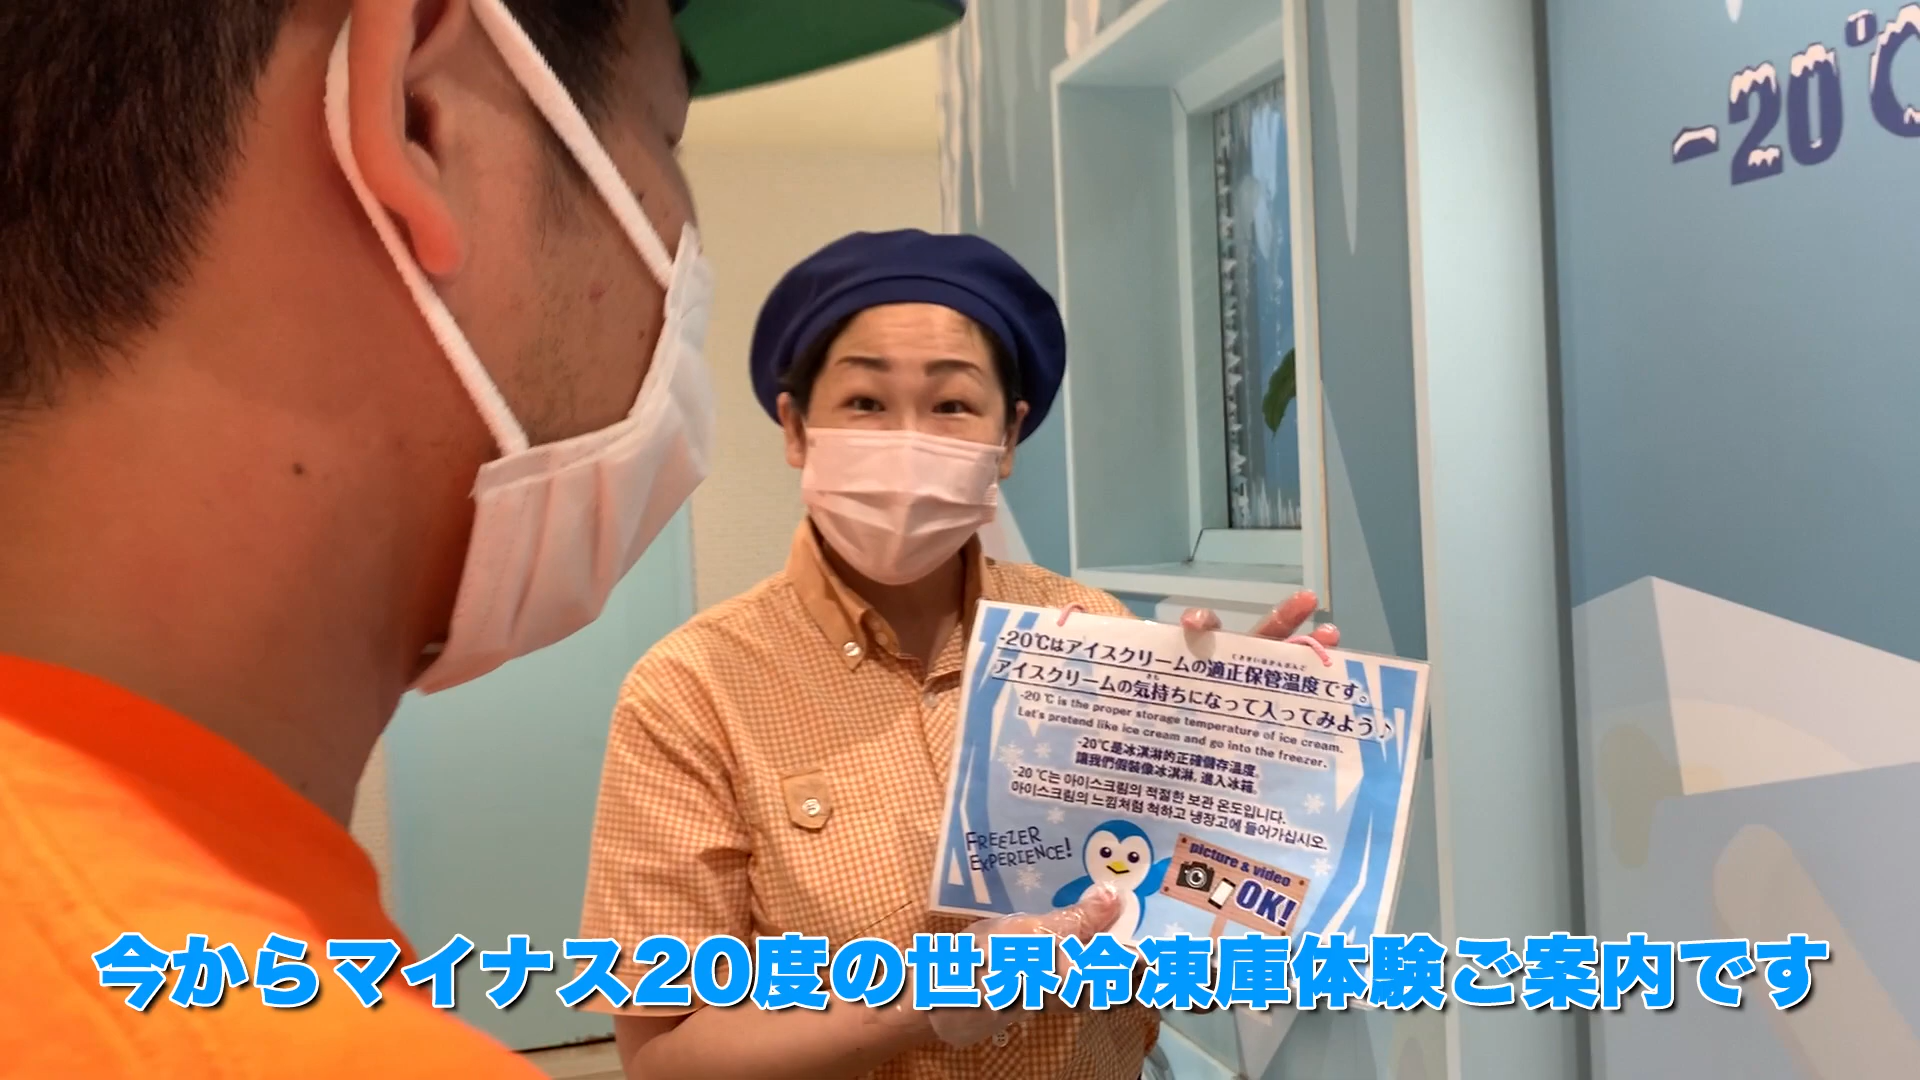 -20℃
-20℃はアイスクリームの適正保管温度です。
アイスクリームの気持ちになって入ってみよう♪
-20 ℃ is the proper storage temperature of ice cream.
Let's pretend like ice cream and go into the freezer.
-20℃是冰淇淋的正確儲存溫度。
讓我們假裝像冰淇淋，進入冰箱。
-20 ℃는 아이스크림의 적절한 보관 온도입니다.
아이스크림의 느낌처럼 척하고 냉장고에 들어가십시오.
FREEZER
EXPERIENCE!
picture & video
OK!
今からマイナス20度の世界冷凍庫体験ご案内です